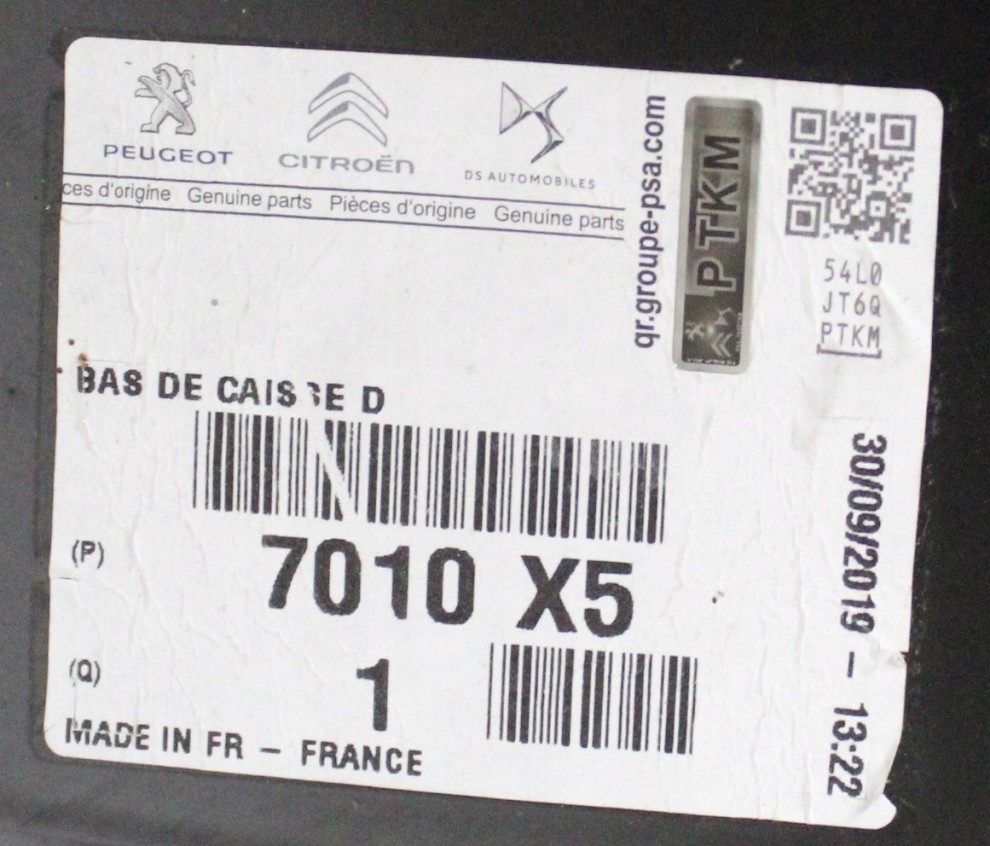 PEUGEOT
CITROËN
DS AUTOMOBILES
ces d'origine Genuine parts Pièces d'origine Genuine parts
qr.groupe-psa.com
PTKM
54L0
JT6Q
PTKM
BAS DE CAISSE D
(P)
7010 X5
(Q)
1
MADE IN FR – FRANCE
30/09/2019 – 13:22